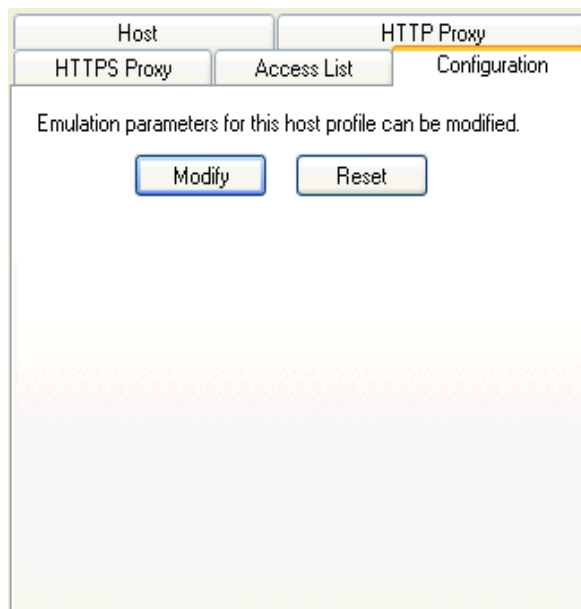 Host HTTP Proxy
HTTPS Proxy Access List Configuration
Emulation parameters for this host profile can be modified.
Modify Reset